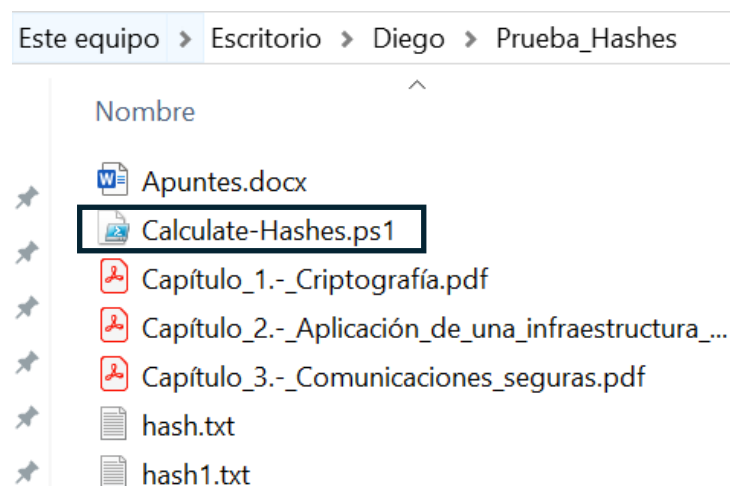 Este equipo > Escritorio > Diego > Prueba_Hashes
Nombre
Apuntes.docx
Calculate-Hashes.ps1
Capítulo_1.-_Criptografía.pdf
Capítulo_2.-_Aplicación_de_una_infraestructura_...
Capítulo_3.-_Comunicaciones_seguras.pdf
hash.txt
hash1.txt